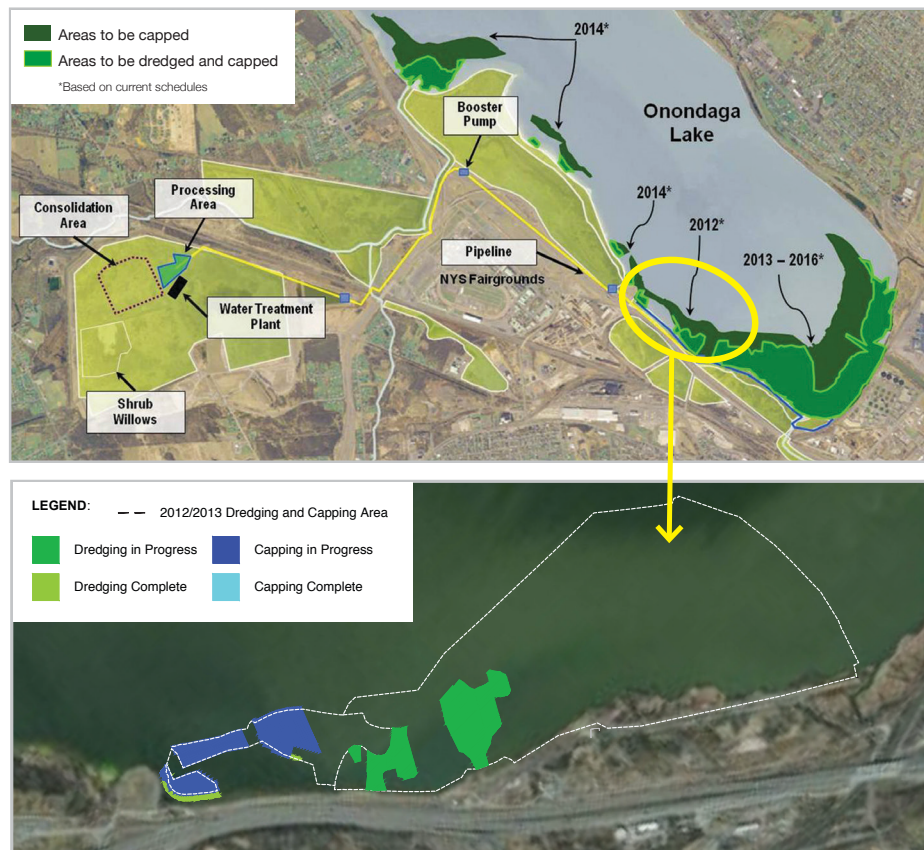 Areas to be capped
Areas to be dredged and capped
*Based on current schedules
2014*
Booster
Pump
Onondaga
Lake
Processing
Area
Consolidation
Area
2014*
2012*
Pipeline
NYS Fairgrounds
2013 – 2016*
Water Treatment
Plant
Shrub
Willows
LEGEND:
2012/2013 Dredging and Capping Area
Dredging in Progress
Capping in Progress
Dredging Complete
Capping Complete